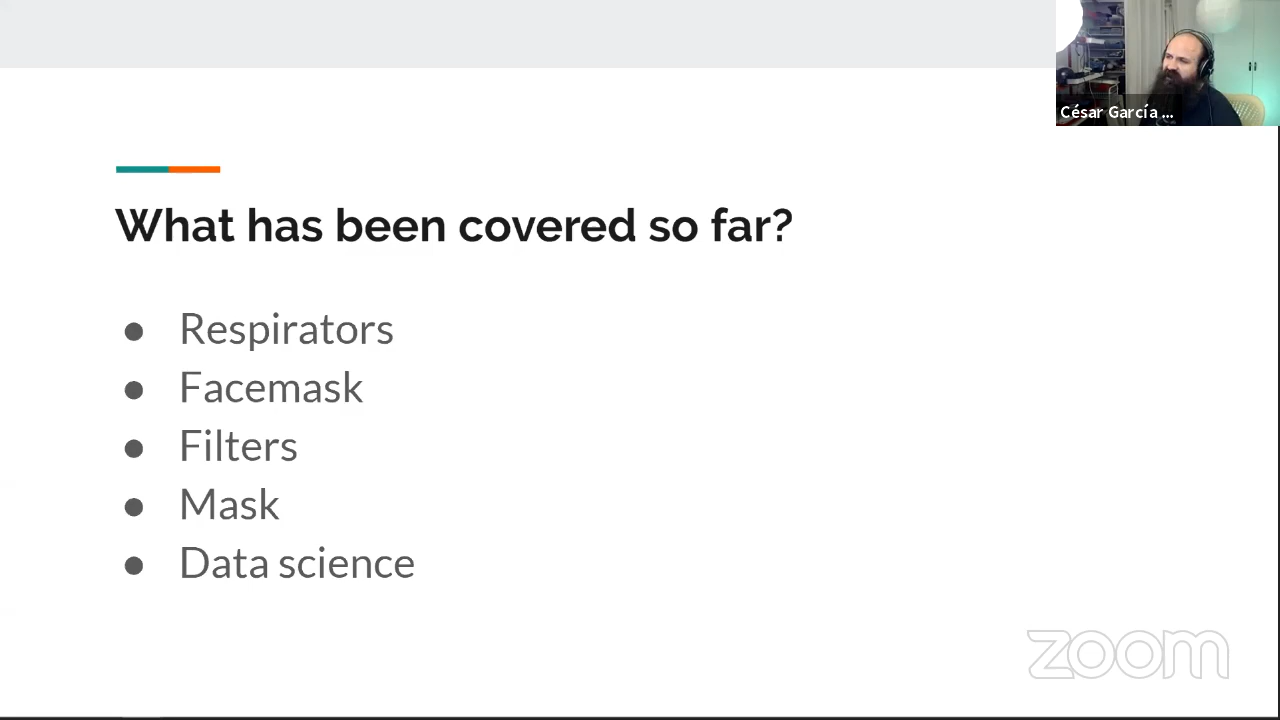 César García ...
What has been covered so far?
● Respirators
● Facemask
● Filters
● Mask
● Data science
zoom